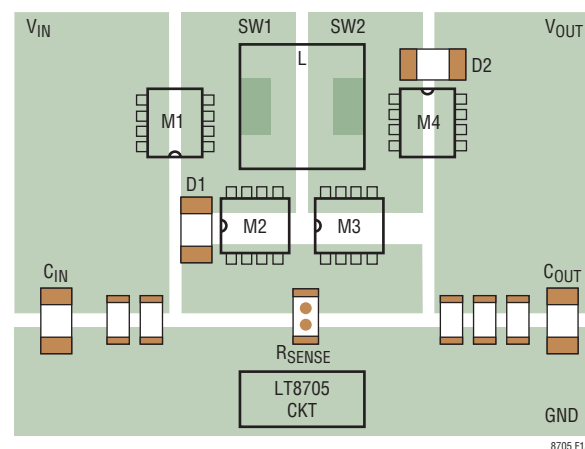 VIN SW1 SW2 VOUT
L
D2
M1 M4
D1
M2 M3
CIN COUT
RSENSE
LT8705
CKT
GND
8705 F1